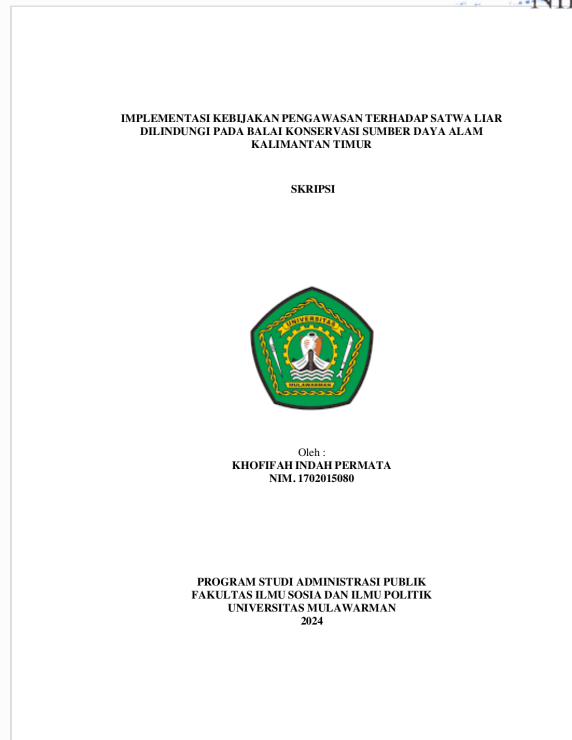 IMPLEMENTASI KEBIJAKAN PENGAWASAN TERHADAP SATWA LIAR
DILINDUNGI PADA BALAI KONSERVASI SUMBER DAYA ALAM
KALIMANTAN TIMUR
SKRIPSI
UNIVERSITAS
MULAWARMAN
Oleh :
KHOFIFAH INDAH PERMATA
NIM. 1702015080
PROGRAM STUDI ADMINISTRASI PUBLIK
FAKULTAS ILMU SOSIA DAN ILMU POLITIK
UNIVERSITAS MULAWARMAN
2024